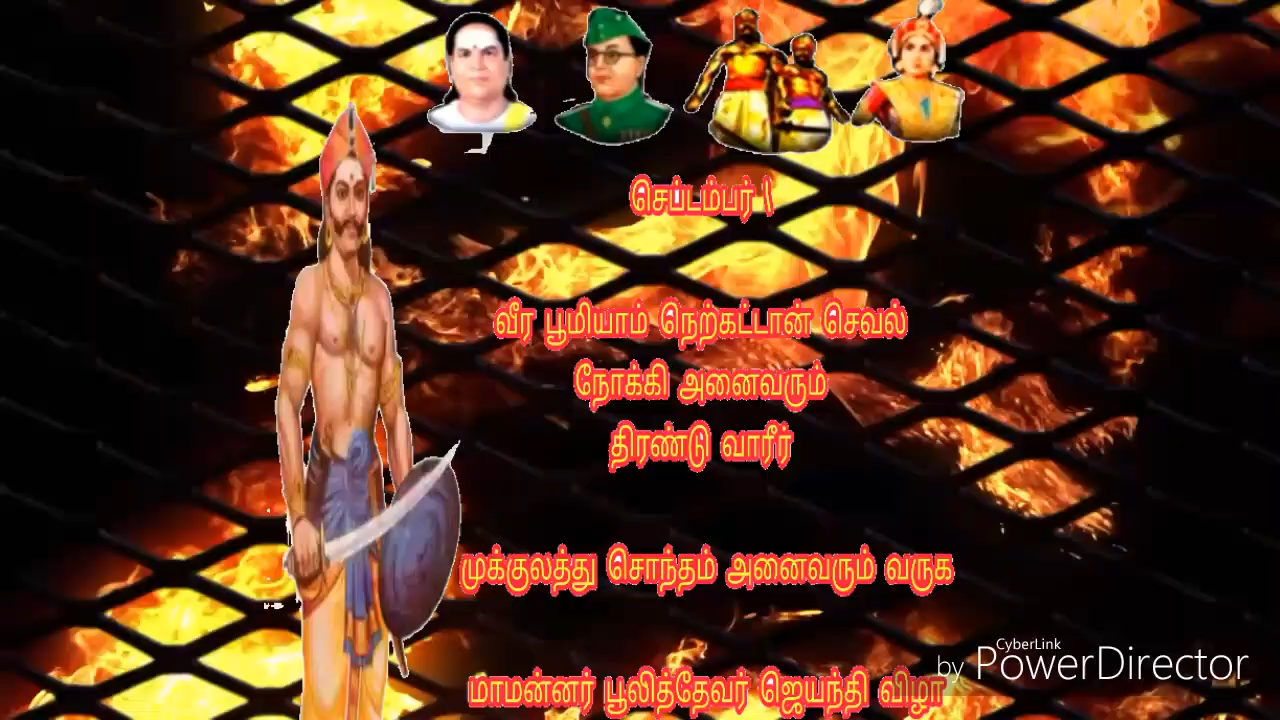 செப்டம்பர் 1
வீர பூமியாம் நெற்கட்டான் செவல்
நோக்கி அனைவரும்
திரண்டு வாரீர்
முக்குலத்து சொந்தம் அனைவரும் வருக
மாமன்னர் பூலித்தேவர் ஜெயந்தி விழா
CyberLink
by PowerDirector